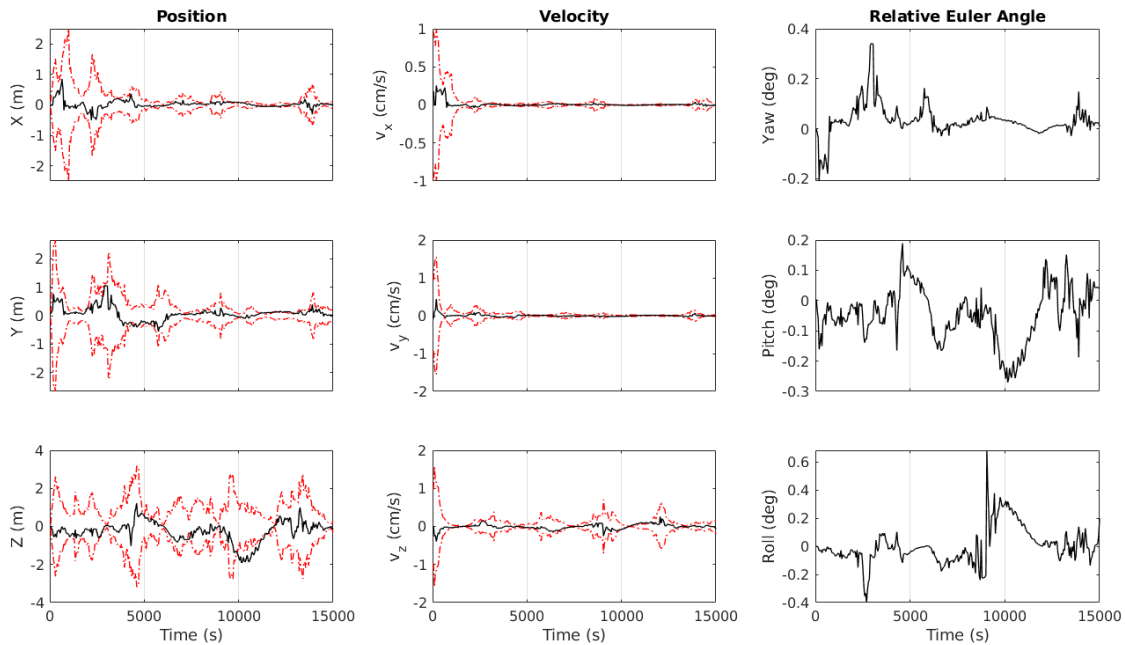 Position
Velocity
Relative Euler Angle
X (m)
2
1
0
-1
-2
v_x (cm/s)
1
0.5
0
-0.5
-1
Yaw (deg)
0.4
0.2
0
-0.2
Y (m)
2
1
0
-1
-2
v_y (cm/s)
2
1
0
-1
-2
Pitch (deg)
0.2
0.1
0
-0.1
-0.2
-0.3
Z (m)
4
2
0
-2
-4
0 5000 10000 15000
Time (s)
v_z (cm/s)
2
1
0
-1
-2
0 5000 10000 15000
Time (s)
Roll (deg)
0.6
0.4
0.2
0
-0.2
-0.4
0 5000 10000 15000
Time (s)